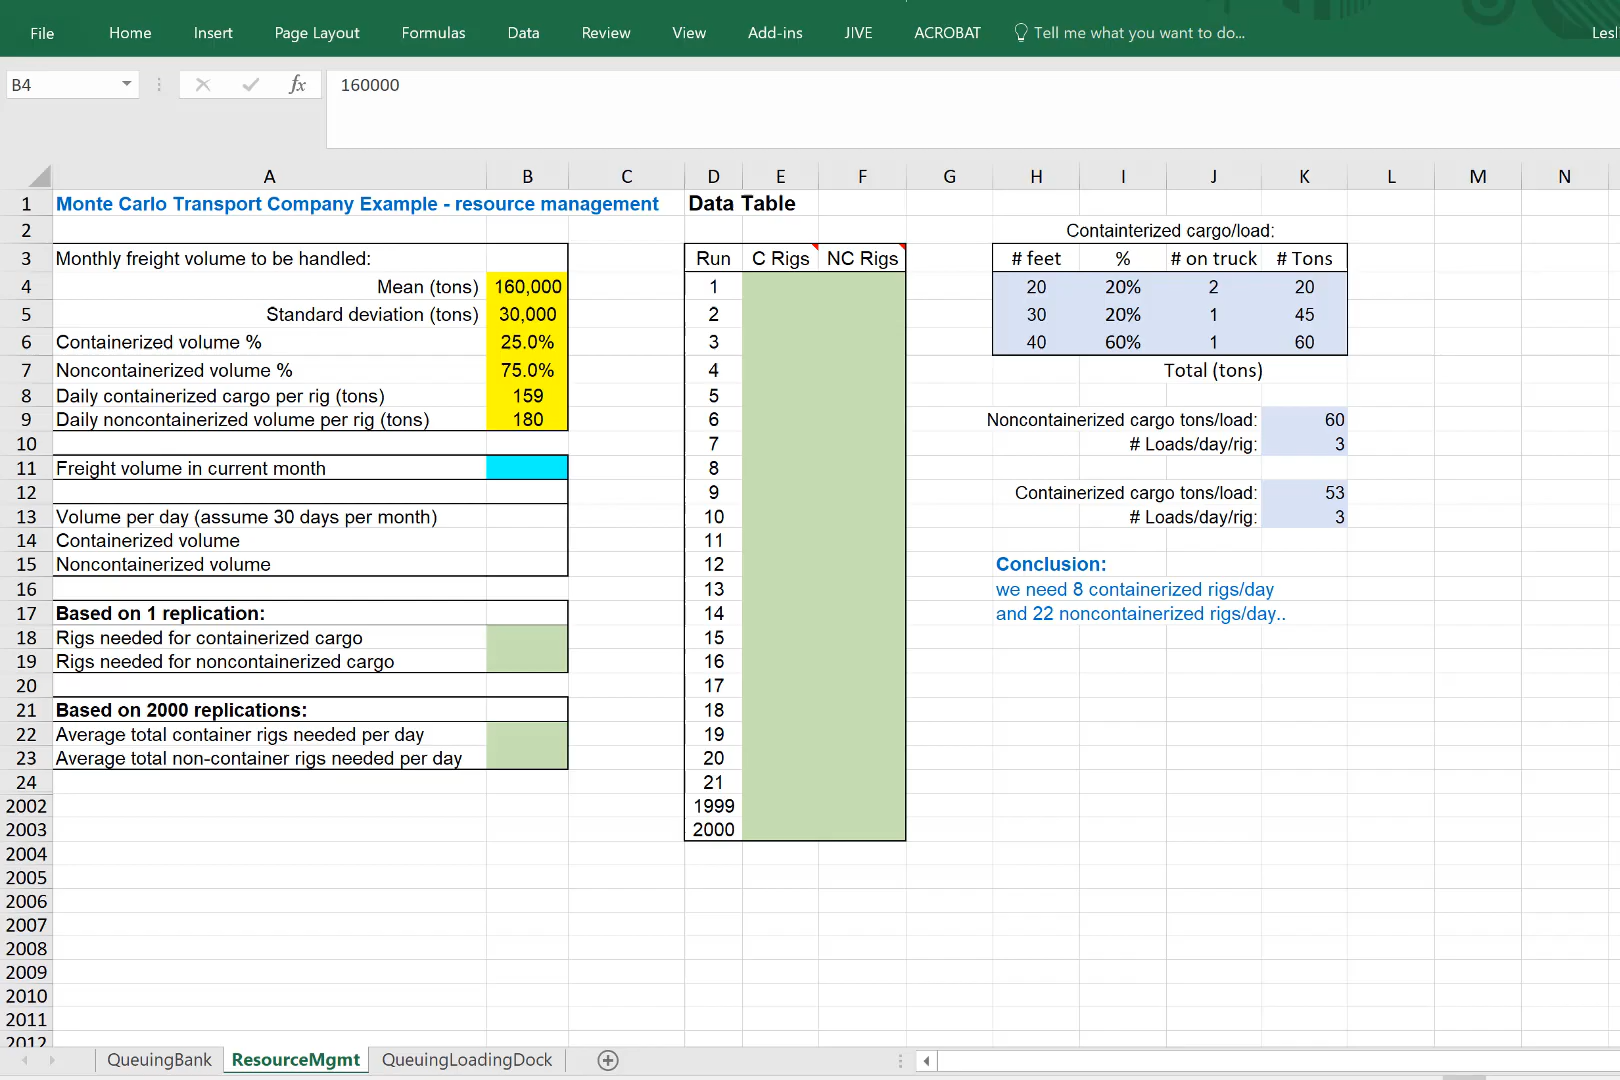 File Home Insert Page Layout Formulas Data Review View Add-ins JIVE ACROBAT Tell me what you want to do... Lesl
B4 fx 160000
A B C D E F G H I J K L M N
1 Monte Carlo Transport Company Example - resource management Data Table
2 Containterized cargo/load:
3 Monthly freight volume to be handled: Run C Rigs NC Rigs # feet % # on truck # Tons
4 Mean (tons) 160,000 1 20 20% 2 20
5 Standard deviation (tons) 30,000 2 30 20% 1 45
6 Containerized volume % 25.0% 3 40 60% 1 60
7 Noncontainerized volume % 75.0% 4 Total (tons)
8 Daily containerized cargo per rig (tons) 159 5
9 Daily noncontainerized volume per rig (tons) 180 6 Noncontainerized cargo tons/load: 60
10 7 # Loads/day/rig: 3
11 Freight volume in current month 8
12 9 Containerized cargo tons/load: 53
13 Volume per day (assume 30 days per month) 10 # Loads/day/rig: 3
14 Containerized volume 11
15 Noncontainerized volume 12 Conclusion:
16 13 we need 8 containerized rigs/day
17 Based on 1 replication: 14 and 22 noncontainerized rigs/day..
18 Rigs needed for containerized cargo 15
19 Rigs needed for noncontainerized cargo 16
20 17
21 Based on 2000 replications: 18
22 Average total container rigs needed per day 19
23 Average total non-container rigs needed per day 20
24 21
2002 1999
2003 2000
2004
2005
2006
2007
2008
2009
2010
2011
2012
QueuingBank ResourceMgmt QueuingLoadingDock